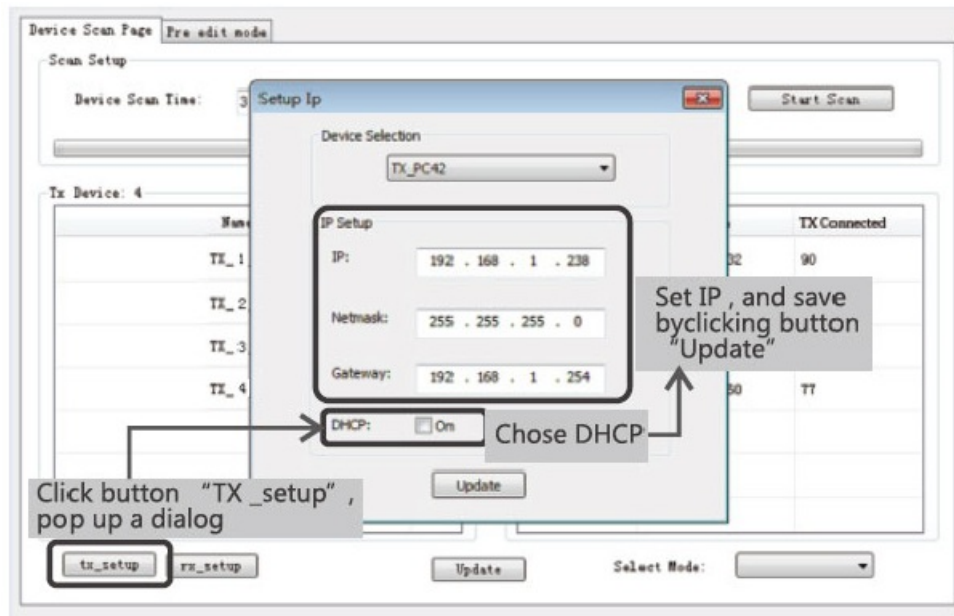 Device Scan Page Pre edit mode
Scan Setup
Device Scan Time: 3 Start Scan
Setup Ip
Device Selection
TX_PC42
Tx Device: 4
TX Connected
IP Setup
TX_ 1 IP: 192 . 168 . 1 . 238 32 90
TX_ 2
Netmask: 255 . 255 . 255 . 0
TX_ 3
Gateway: 192 . 168 . 1 . 254
TX_ 4 50 77
Set IP , and save
byclicking button
“Update”
DHCP: On
Chose DHCP
Update
Click button “TX _setup” ,
pop up a dialog
tx_setup rx_setup Update Select Mode: